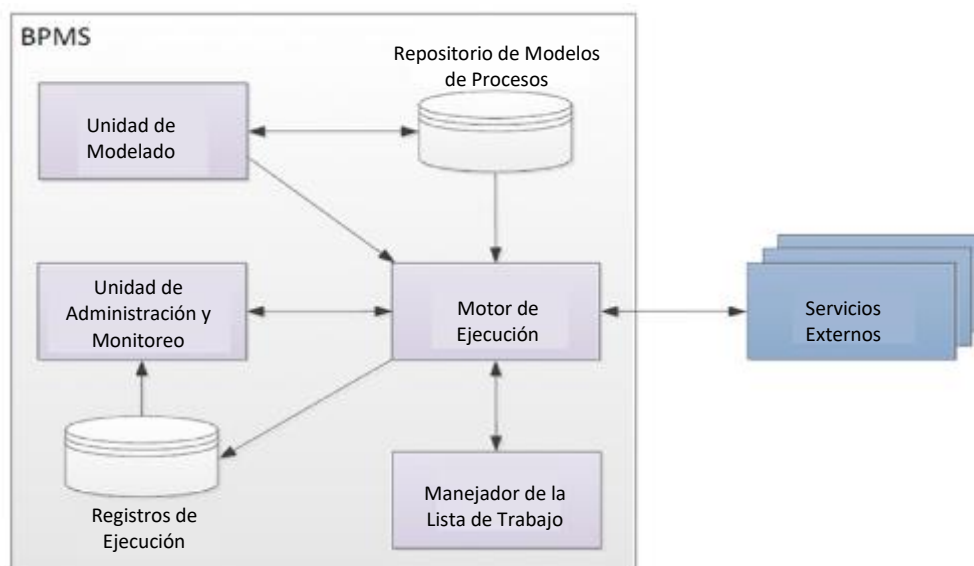 BPMS
Repositorio de Modelos
de Procesos
Unidad de
Modelado
Unidad de
Administración y
Monitoreo
Motor de
Ejecución
Servicios
Externos
Registros de
Ejecución
Manejador de la
Lista de Trabajo